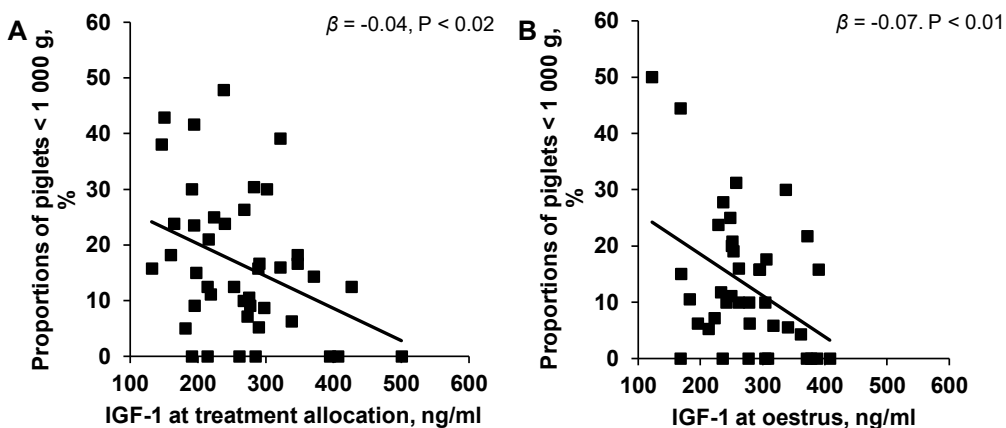 A
β = -0.04, P < 0.02
Proportions of piglets < 1 000 g,
%
60
50
40
30
20
10
0
100 200 300 400 500 600
IGF-1 at treatment allocation, ng/ml
B
β = -0.07. P < 0.01
Proportions of piglets < 1 000 g,
%
60
50
40
30
20
10
0
100 200 300 400 500 600
IGF-1 at oestrus, ng/ml